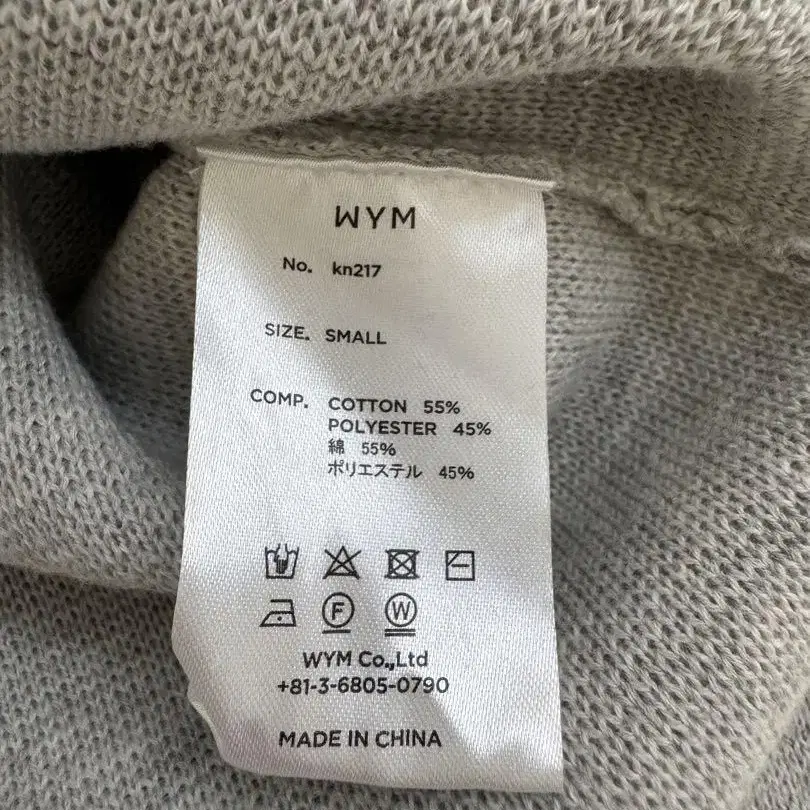 WYM
No. kn217
SIZE. SMALL
COMP. COTTON 55%
POLYESTER 45%
綿 55%
ポリエステル 45%
F W
WYM Co.,Ltd
+81-3-6805-0790
MADE IN CHINA